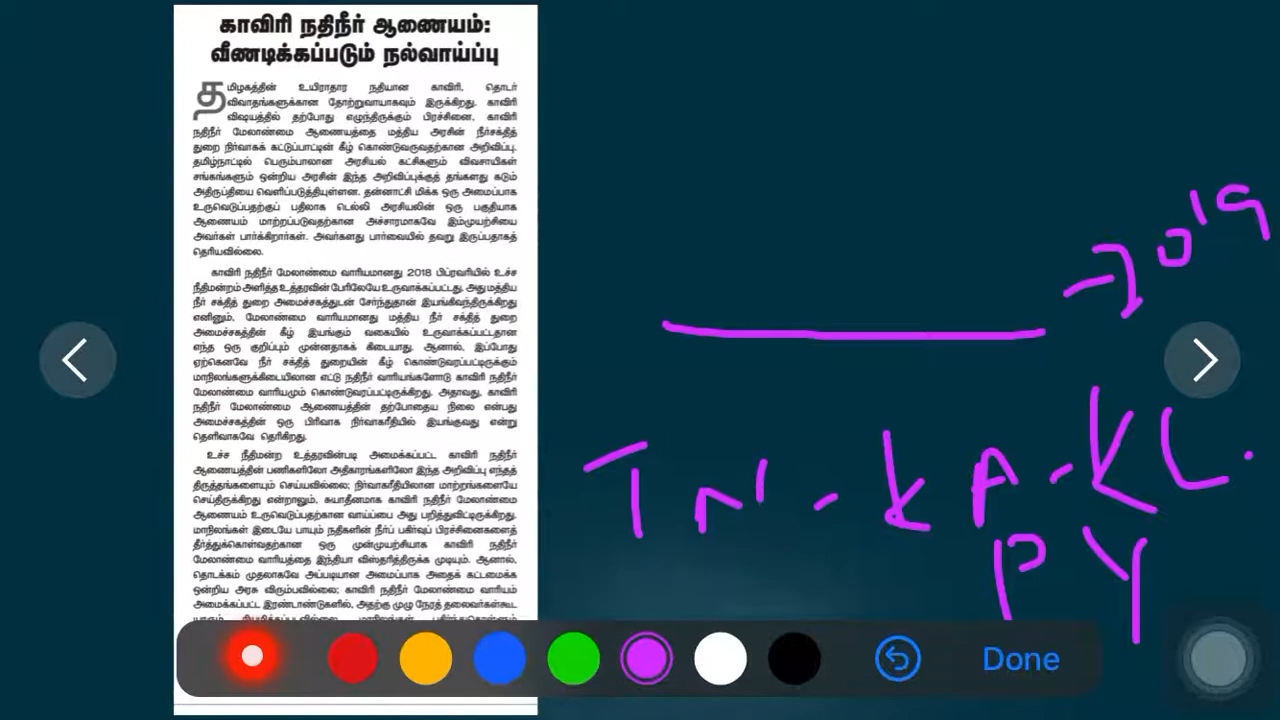 காவிரி நதிநீர் ஆணையம்:
வீணடிக்கப்படும் நல்வாய்ப்பு
தமிழகத்தின் உயிராதார நதியான காவிரி, தொடர்
விவாதங்களுக்கான தோற்றுவாயாகவும் இருக்கிறது. காவிரி
விஷயத்தில் தற்போது எழுந்திருக்கும் பிரச்சினை, காவிரி
நதிநீர் மேலாண்மை ஆணையத்தை மத்திய அரசின் நீர்சக்தித்
துறை நிர்வாகக் கட்டுப்பாட்டின் கீழ் கொண்டுவருவதற்கான அறிவிப்பு.
தமிழ்நாட்டில் பெரும்பாலான அரசியல் கட்சிகளும் விவசாயிகள்
சங்கங்களும் ஒன்றிய அரசின் இந்த அறிவிப்புக்குத் தங்களது கடும்
அதிருப்தியை வெளிப்படுத்தியுள்ளன. தன்னாட்சி மிக்க ஒரு அமைப்பாக
உருவெடுப்பதற்குப் பதிலாக டெல்லி அரசியலின் ஒரு பகுதியாக
ஆணையம் மாற்றப்படுவதற்கான அச்சாரமாகவே இம்முயற்சியை
அவர்கள் பார்க்கிறார்கள். அவர்களது பார்வையில் தவறு இருப்பதாகத்
தெரியவில்லை.
காவிரி நதிநீர் மேலாண்மை வாரியமானது 2018 பிப்ரவரியில் உச்ச
நீதிமன்றம் அளித்த உத்தரவின் பேரிலேயே உருவாக்கப்பட்டது. அது மத்திய
நீர் சக்தித் துறை அமைச்சகத்துடன் சேர்ந்துதான் இயங்கிவந்திருக்கிறது
எனினும், மேலாண்மை வாரியமானது மத்திய நீர் சக்தித் துறை
அமைச்சகத்தின் கீழ் இயங்கும் வகையில் உருவாக்கப்பட்டதான
எந்த ஒரு குறிப்பும் முன்னதாகக் கிடையாது. ஆனால், இப்போது
ஏற்கெனவே நீர் சக்தித் துறையின் கீழ் கொண்டுவரப்பட்டிருக்கும்
மாநிலங்களுக்கிடையிலான எட்டு நதிநீர் வாரியங்களோடு காவிரி நதிநீர்
மேலாண்மை வாரியமும் கொண்டுவரப்பட்டிருக்கிறது. அதாவது, காவிரி
நதிநீர் மேலாண்மை ஆணையத்தின் தற்போதைய நிலை என்பது
அமைச்சகத்தின் ஒரு பிரிவாக நிர்வாகரீதியில் இயங்குவது என்று
தெளிவாகவே தெரிகிறது.
உச்ச நீதிமன்ற உத்தரவின்படி அமைக்கப்பட்ட காவிரி நதிநீர்
ஆணையத்தின் பணிகளிலோ அதிகாரங்களிலோ இந்த அறிவிப்பு எந்தத்
திருத்தங்களையும் செய்யவில்லை; நிர்வாகரீதியிலான மாற்றங்களையே
செய்திருக்கிறது என்றாலும், சுயாதீனமாக காவிரி நதிநீர் மேலாண்மை
ஆணையம் உருவெடுப்பதற்கான வாய்ப்பை அது பறித்துவிட்டிருக்கிறது.
மாநிலங்கள் இடையே பாயும் நதிகளின் நீர்ப் பகிர்வுப் பிரச்சினைகளைத்
தீர்த்துக்கொள்வதற்கான ஒரு முன்முயற்சியாக காவிரி நதிநீர்
மேலாண்மை வாரியத்தை இந்தியா விஸ்தரித்திருக்க முடியும். ஆனால்,
தொடக்கம் முதலாகவே அப்படியான அமைப்பாக அதைக் கட்டமைக்க
ஒன்றிய அரசு விரும்பவில்லை; காவிரி நதிநீர் மேலாண்மை வாரியம்
அமைக்கப்பட்ட இரண்டாண்டுகளில், அதற்கு முழு நேரத் தலைவர்கள்கூட
2019
TN - KA - KL.
PY
Done